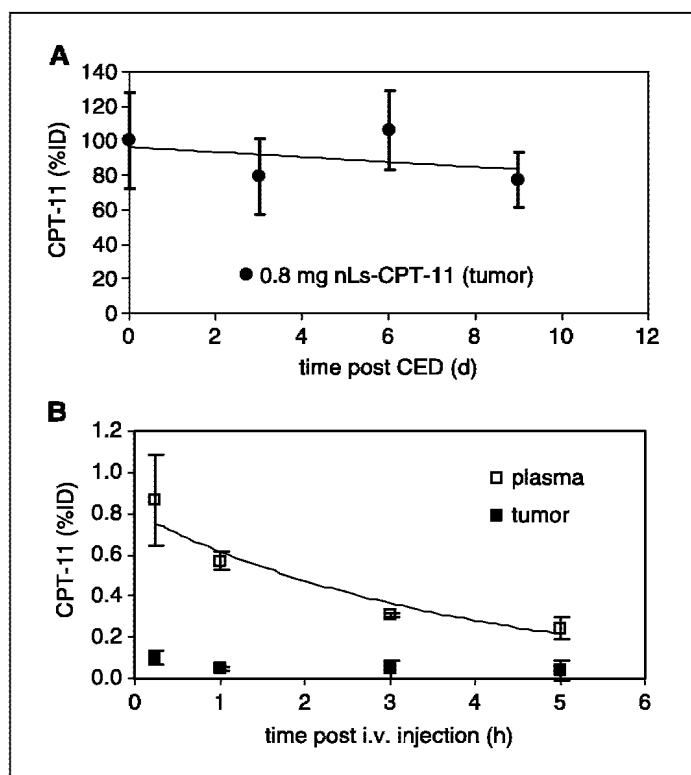 A
140
120
100
80
60
40
20
0
CPT-11 (%ID)
0.8 mg nLs-CPT-11 (tumor)
0 2 4 6 8 10 12
time post CED (d)
B
1.2
1.0
0.8
0.6
0.4
0.2
0.0
CPT-11 (%ID)
plasma
tumor
0 1 2 3 4 5 6
time post i.v. injection (h)